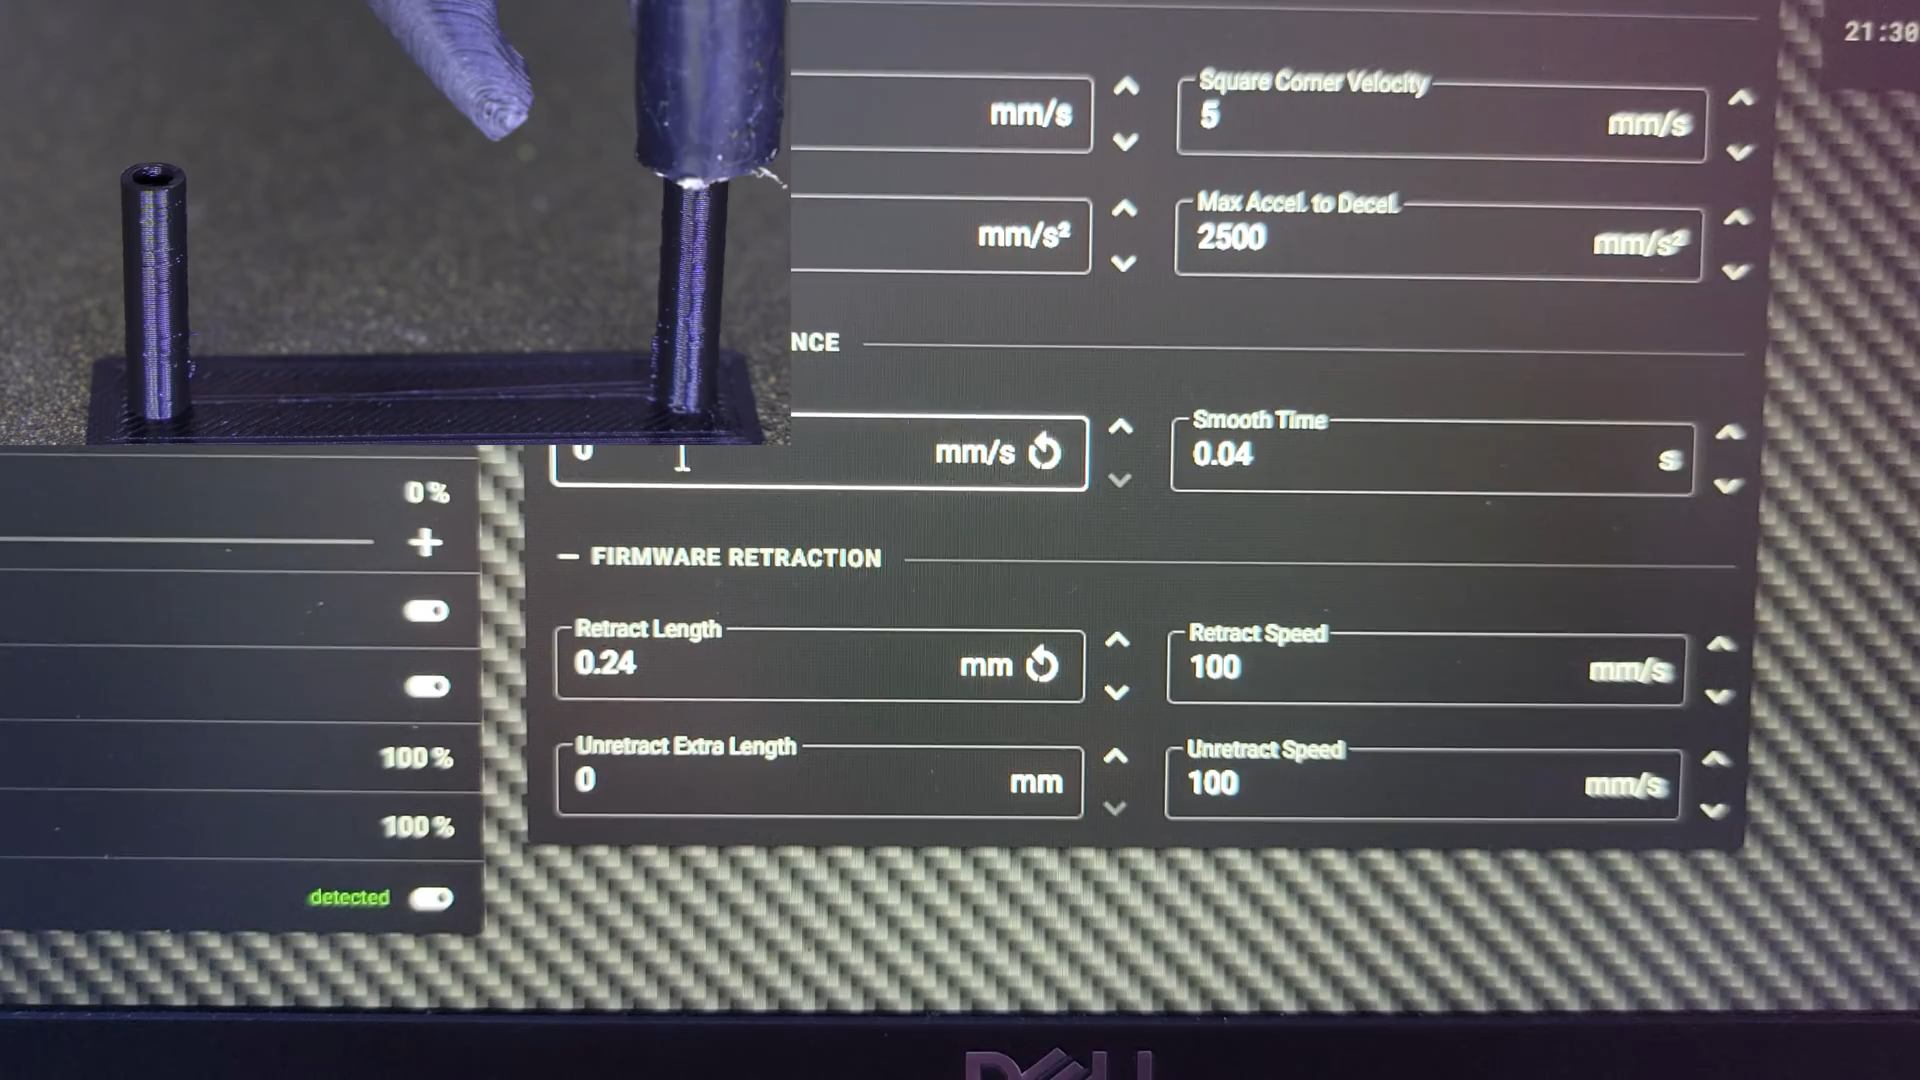 21:30
mm/s
Square Corner Velocity
5 mm/s
mm/s²
Max Accel. to Decel.
2500 mm/s²
NCE
0 mm/s
Smooth Time
0.04 s
0 %
FIRMWARE RETRACTION
Retract Length
0.24 mm
Retract Speed
100 mm/s
Unretract Extra Length
0 mm
Unretract Speed
100 mm/s
100 %
100 %
detected
DELL